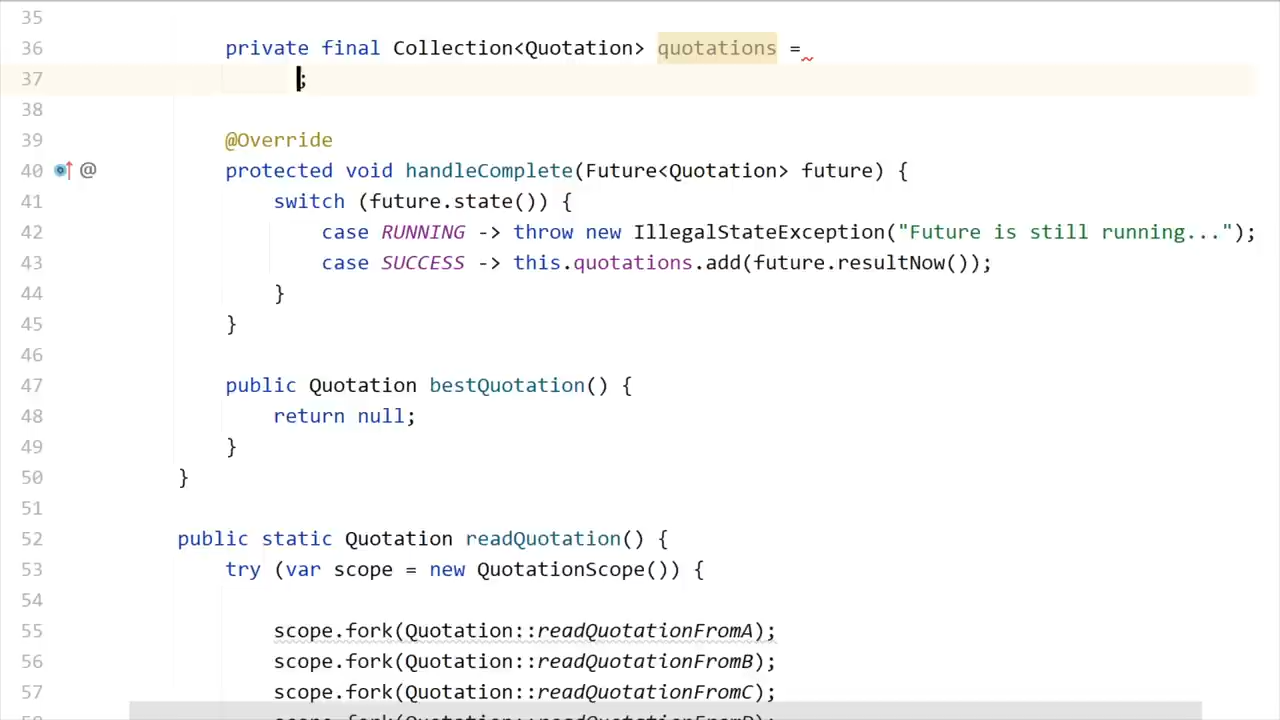 35
36 private final Collection<Quotation> quotations =
37 ;
38
39 @Override
40 @ protected void handleComplete(Future<Quotation> future) {
41 switch (future.state()) {
42 case RUNNING -> throw new IllegalStateException("Future is still running...");
43 case SUCCESS -> this.quotations.add(future.resultNow());
44 }
45 }
46
47 public Quotation bestQuotation() {
48 return null;
49 }
50 }
51
52 public static Quotation readQuotation() {
53 try (var scope = new QuotationScope()) {
54
55 scope.fork(Quotation::readQuotationFromA);
56 scope.fork(Quotation::readQuotationFromB);
57 scope.fork(Quotation::readQuotationFromC);